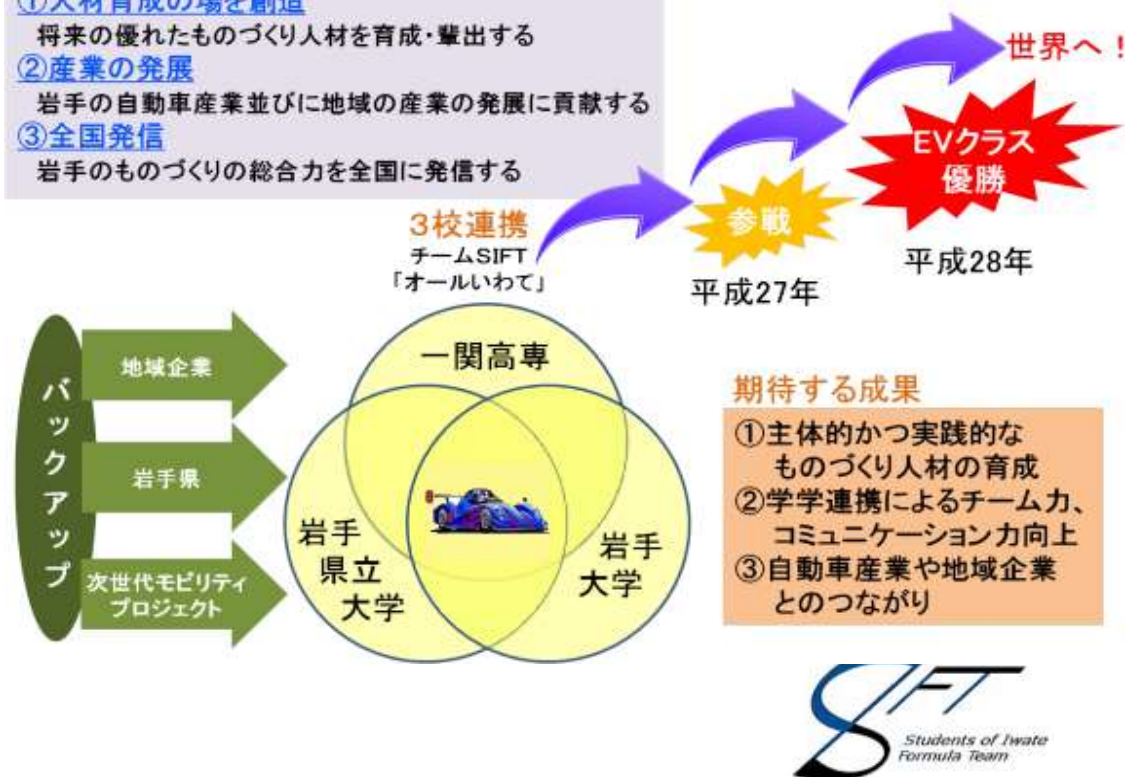 ①人材育成の場を創造
将来の優れたものづくり人材を育成・輩出する
②産業の発展
岩手の自動車産業並びに地域の産業の発展に貢献する
③全国発信
岩手のものづくりの総合力を全国に発信する
世界へ！
EVクラス
優勝
平成28年
参戦
平成27年
3校連携
チームSIFT
「オールいわて」
バックアップ
地域企業
岩手県
次世代モビリティ
プロジェクト
一関高専
岩手
県立
大学
岩手
大学
期待する成果
①主体的かつ実践的な
ものづくり人材の育成
②学学連携によるチーム力、
コミュニケーション力向上
③自動車産業や地域企業
とのつながり
SIFT
Students of Iwate
Formula Team